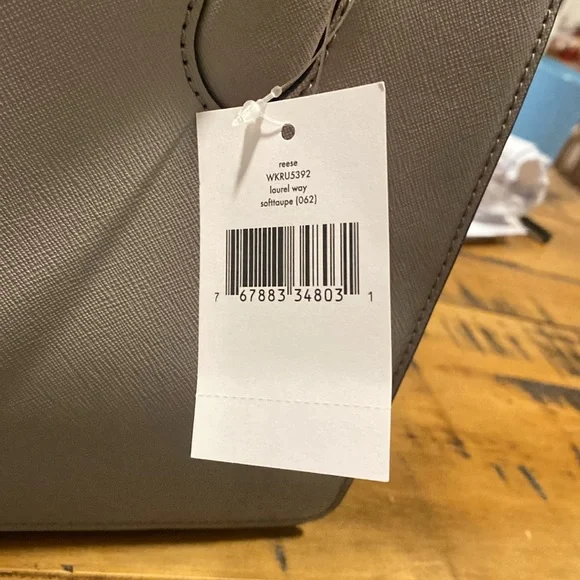 reese
WKRU5392
laurel way
softtaupe (062)
7 67883 34803 1